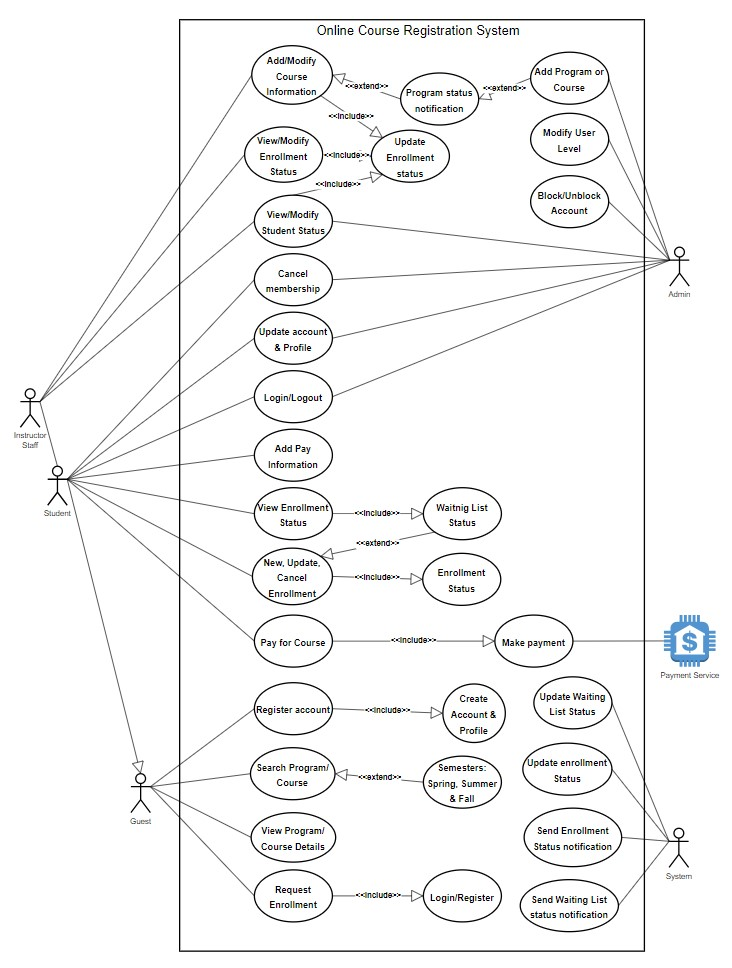 Online Course Registration System
Add/Modify
Course
Information
<<extend>>
Program status
notification
<<extend>>
Add Program or
Course
<<include>>
View/Modify
Enrollment
Status
<<include>>
Update
Enrollment
status
Modify User
Level
<<include>>
View/Modify
Student Status
Block/Unblock
Account
Cancel
membership
Admin
Update account
& Profile
Login/Logout
Instructor
Staff
Add Pay
Information
Student
View Enrollment
Status
<<include>>
Waitnig List
Status
<<extend>>
New, Update,
Cancel
Enrollment
<<include>>
Enrollment
Status
Pay for Course
<<include>>
Make payment
$
Payment Service
Register account
<<include>>
Create
Account &
Profile
Update Waiting
List Status
Search Program/
Course
<<extend>>
Semesters:
Spring, Summer
& Fall
Update enrollment
Status
Guest
View Program/
Course Details
Send Enrollment
Status notification
System
Request
Enrollment
<<include>>
Login/Register
Send Waiting List
status notification